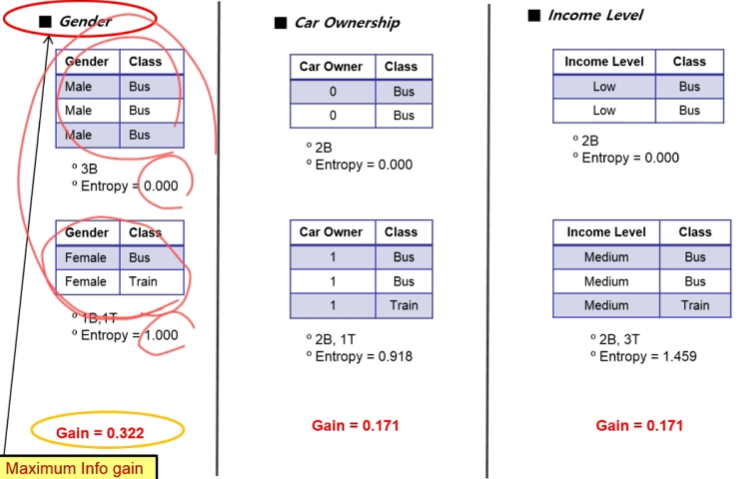 ■ Gender
Gender Class
Male Bus
Male Bus
Male Bus
° 3B
° Entropy = 0.000
Gender Class
Female Bus
Female Train
° 1B,1T
° Entropy = 1.000
Gain = 0.322
Maximum Info gain
■ Car Ownership
Car Owner Class
0 Bus
0 Bus
° 2B
° Entropy = 0.000
Car Owner Class
1 Bus
1 Bus
1 Train
° 2B, 1T
° Entropy = 0.918
Gain = 0.171
■ Income Level
Income Level Class
Low Bus
Low Bus
° 2B
° Entropy = 0.000
Income Level Class
Medium Bus
Medium Bus
Medium Train
° 2B, 3T
° Entropy = 1.459
Gain = 0.171